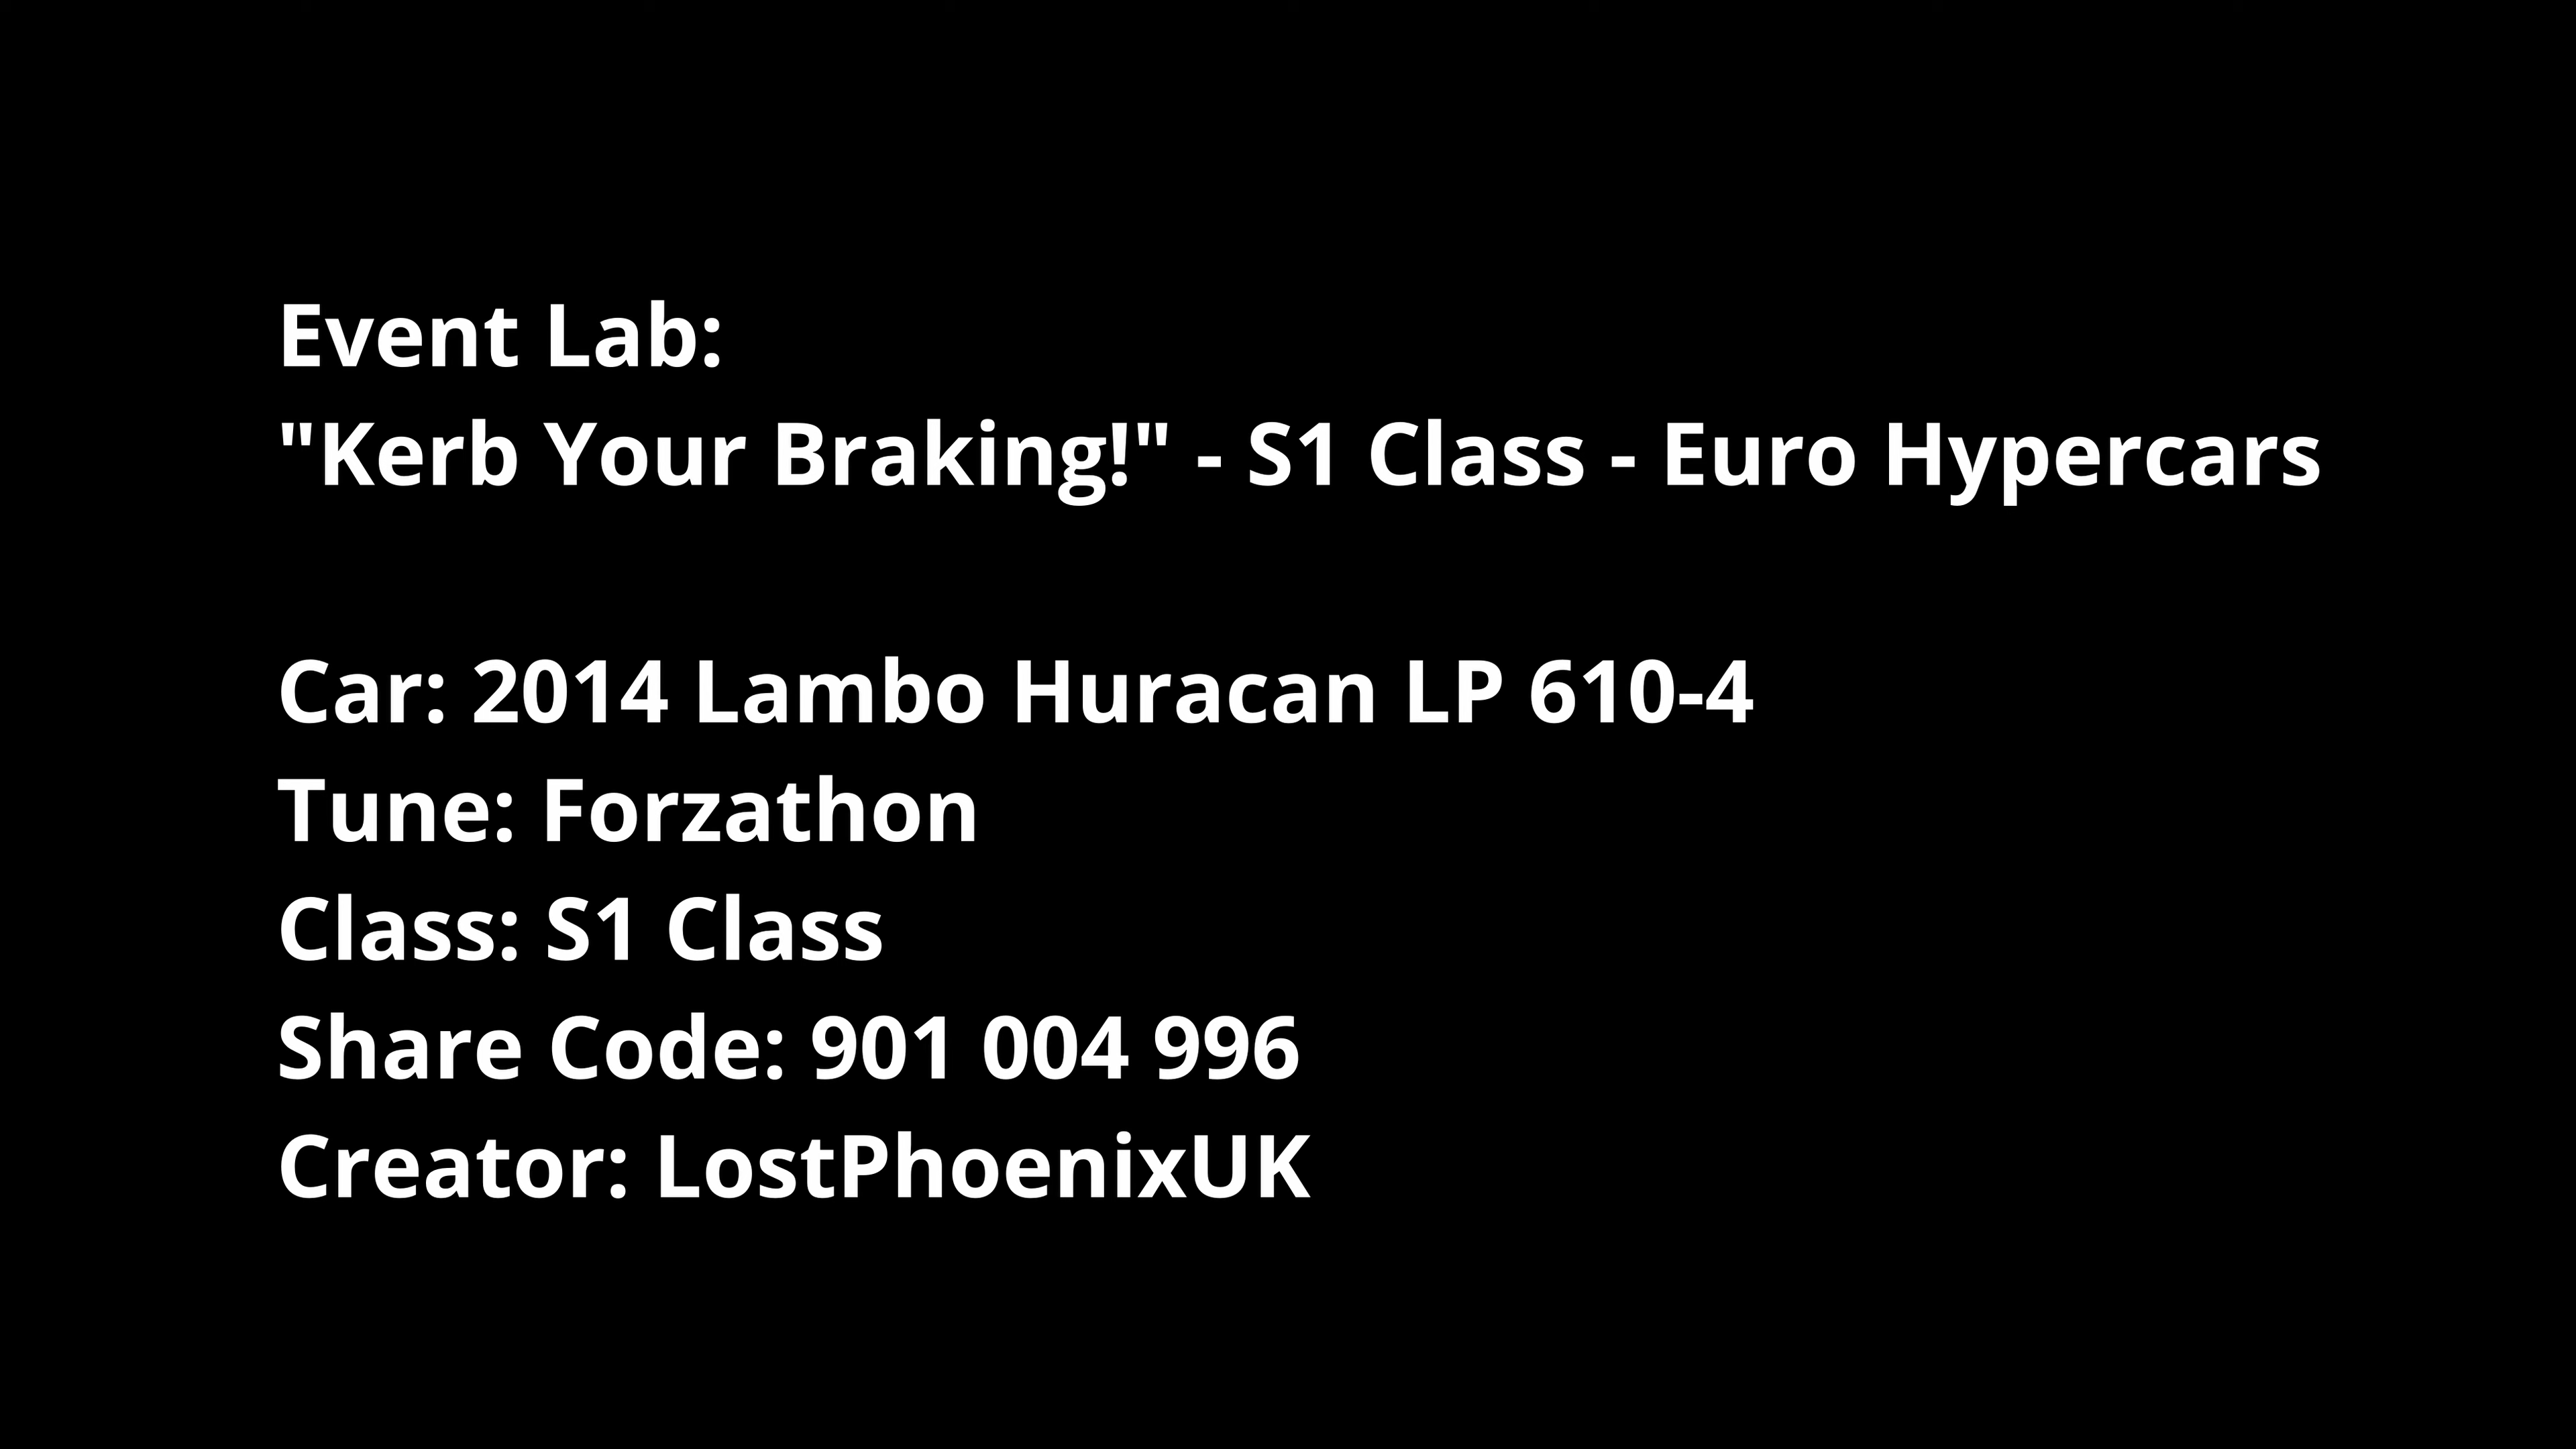 Event Lab:
"Kerb Your Braking!" - S1 Class - Euro Hypercars
Car: 2014 Lambo Huracan LP 610-4
Tune: Forzathon
Class: S1 Class
Share Code: 901 004 996
Creator: LostPhoenixUK